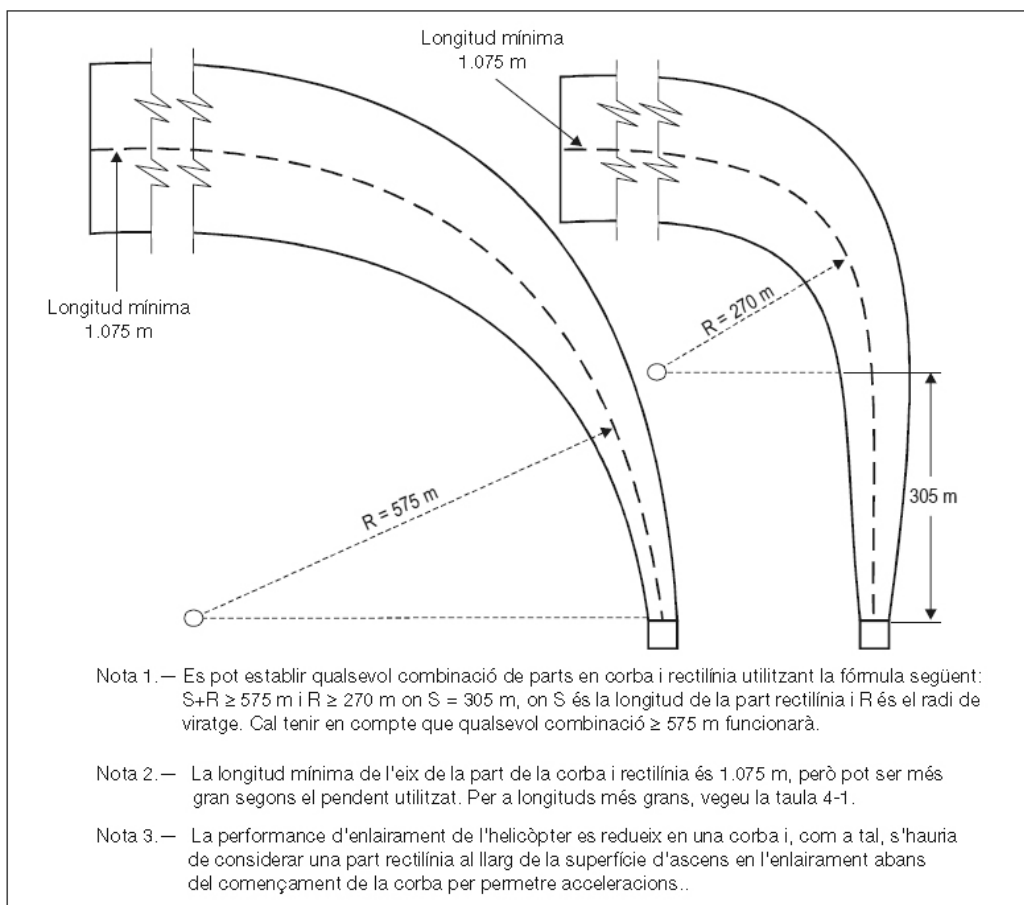 Longitud mínima
1.075 m
Longitud mínima
1.075 m
R = 270 m
R = 575 m
305 m
Nota 1.— Es pot establir qualsevol combinació de parts en corba i rectilínia utilitzant la fórmula següent:
S+R ≥ 575 m i R ≥ 270 m on S = 305 m, on S és la longitud de la part rectilínia i R és el radi de
viratge. Cal tenir en compte que qualsevol combinació ≥ 575 m funcionarà.
Nota 2.— La longitud mínima de l'eix de la part de la corba i rectilínia és 1.075 m, però pot ser més
gran segons el pendent utilitzat. Per a longituds més grans, vegeu la taula 4-1.
Nota 3.— La performance d'enlairament de l'helicòpter es redueix en una corba i, com a tal, s'hauria
de considerar una part rectilínia al llarg de la superfície d'ascens en l'enlairament abans
del començament de la corba per permetre acceleracions..